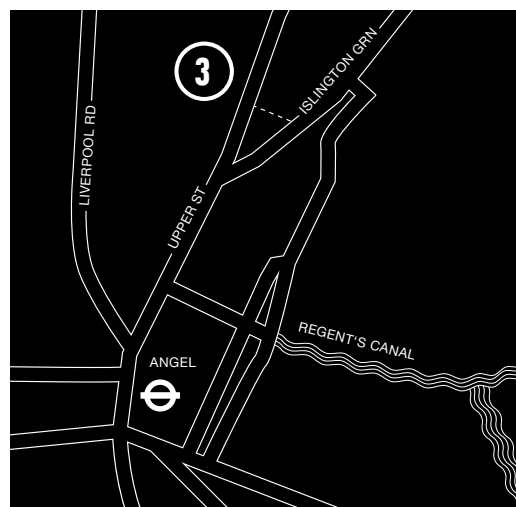 3
ISLINGTON GRN
LIVERPOOL RD
UPPER ST
REGENT'S CANAL
ANGEL